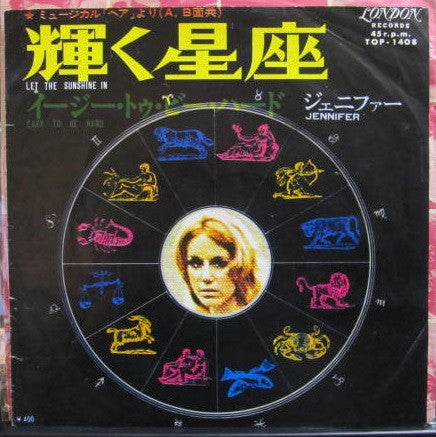 ★ミュージカル「ヘア」より(A,B面共)
LONDON
RECORDS
45 r.p.m.
TOP-1408
輝く星座
LET THE SUNSHINE IN
イージー・トゥ・ビー・ハード
EASY TO BE HARD
ジェニファー
JENNIFER
¥400